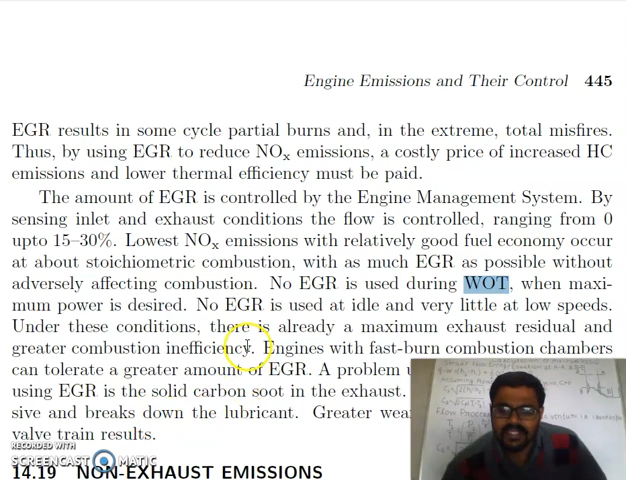 Engine Emissions and Their Control 445
EGR results in some cycle partial burns and, in the extreme, total misfires.
Thus, by using EGR to reduce NOx emissions, a costly price of increased HC
emissions and lower thermal efficiency must be paid.
The amount of EGR is controlled by the Engine Management System. By
sensing inlet and exhaust conditions the flow is controlled, ranging from 0
upto 15–30%. Lowest NOx emissions with relatively good fuel economy occur
at about stoichiometric combustion, with as much EGR as possible without
adversely affecting combustion. No EGR is used during WOT, when maxi-
mum power is desired. No EGR is used at idle and very little at low speeds.
Under these conditions, there is already a maximum exhaust residual and
greater combustion inefficiency. Engines with fast-burn combustion chambers
can tolerate a greater amount of EGR. A problem
using EGR is the solid carbon soot in the exhaust.
sive and breaks down the lubricant. Greater wea
valve train results.
RECORDED WITH
SCREENCAST MATIC
14.19 NON-EXHAUST EMISSIONS